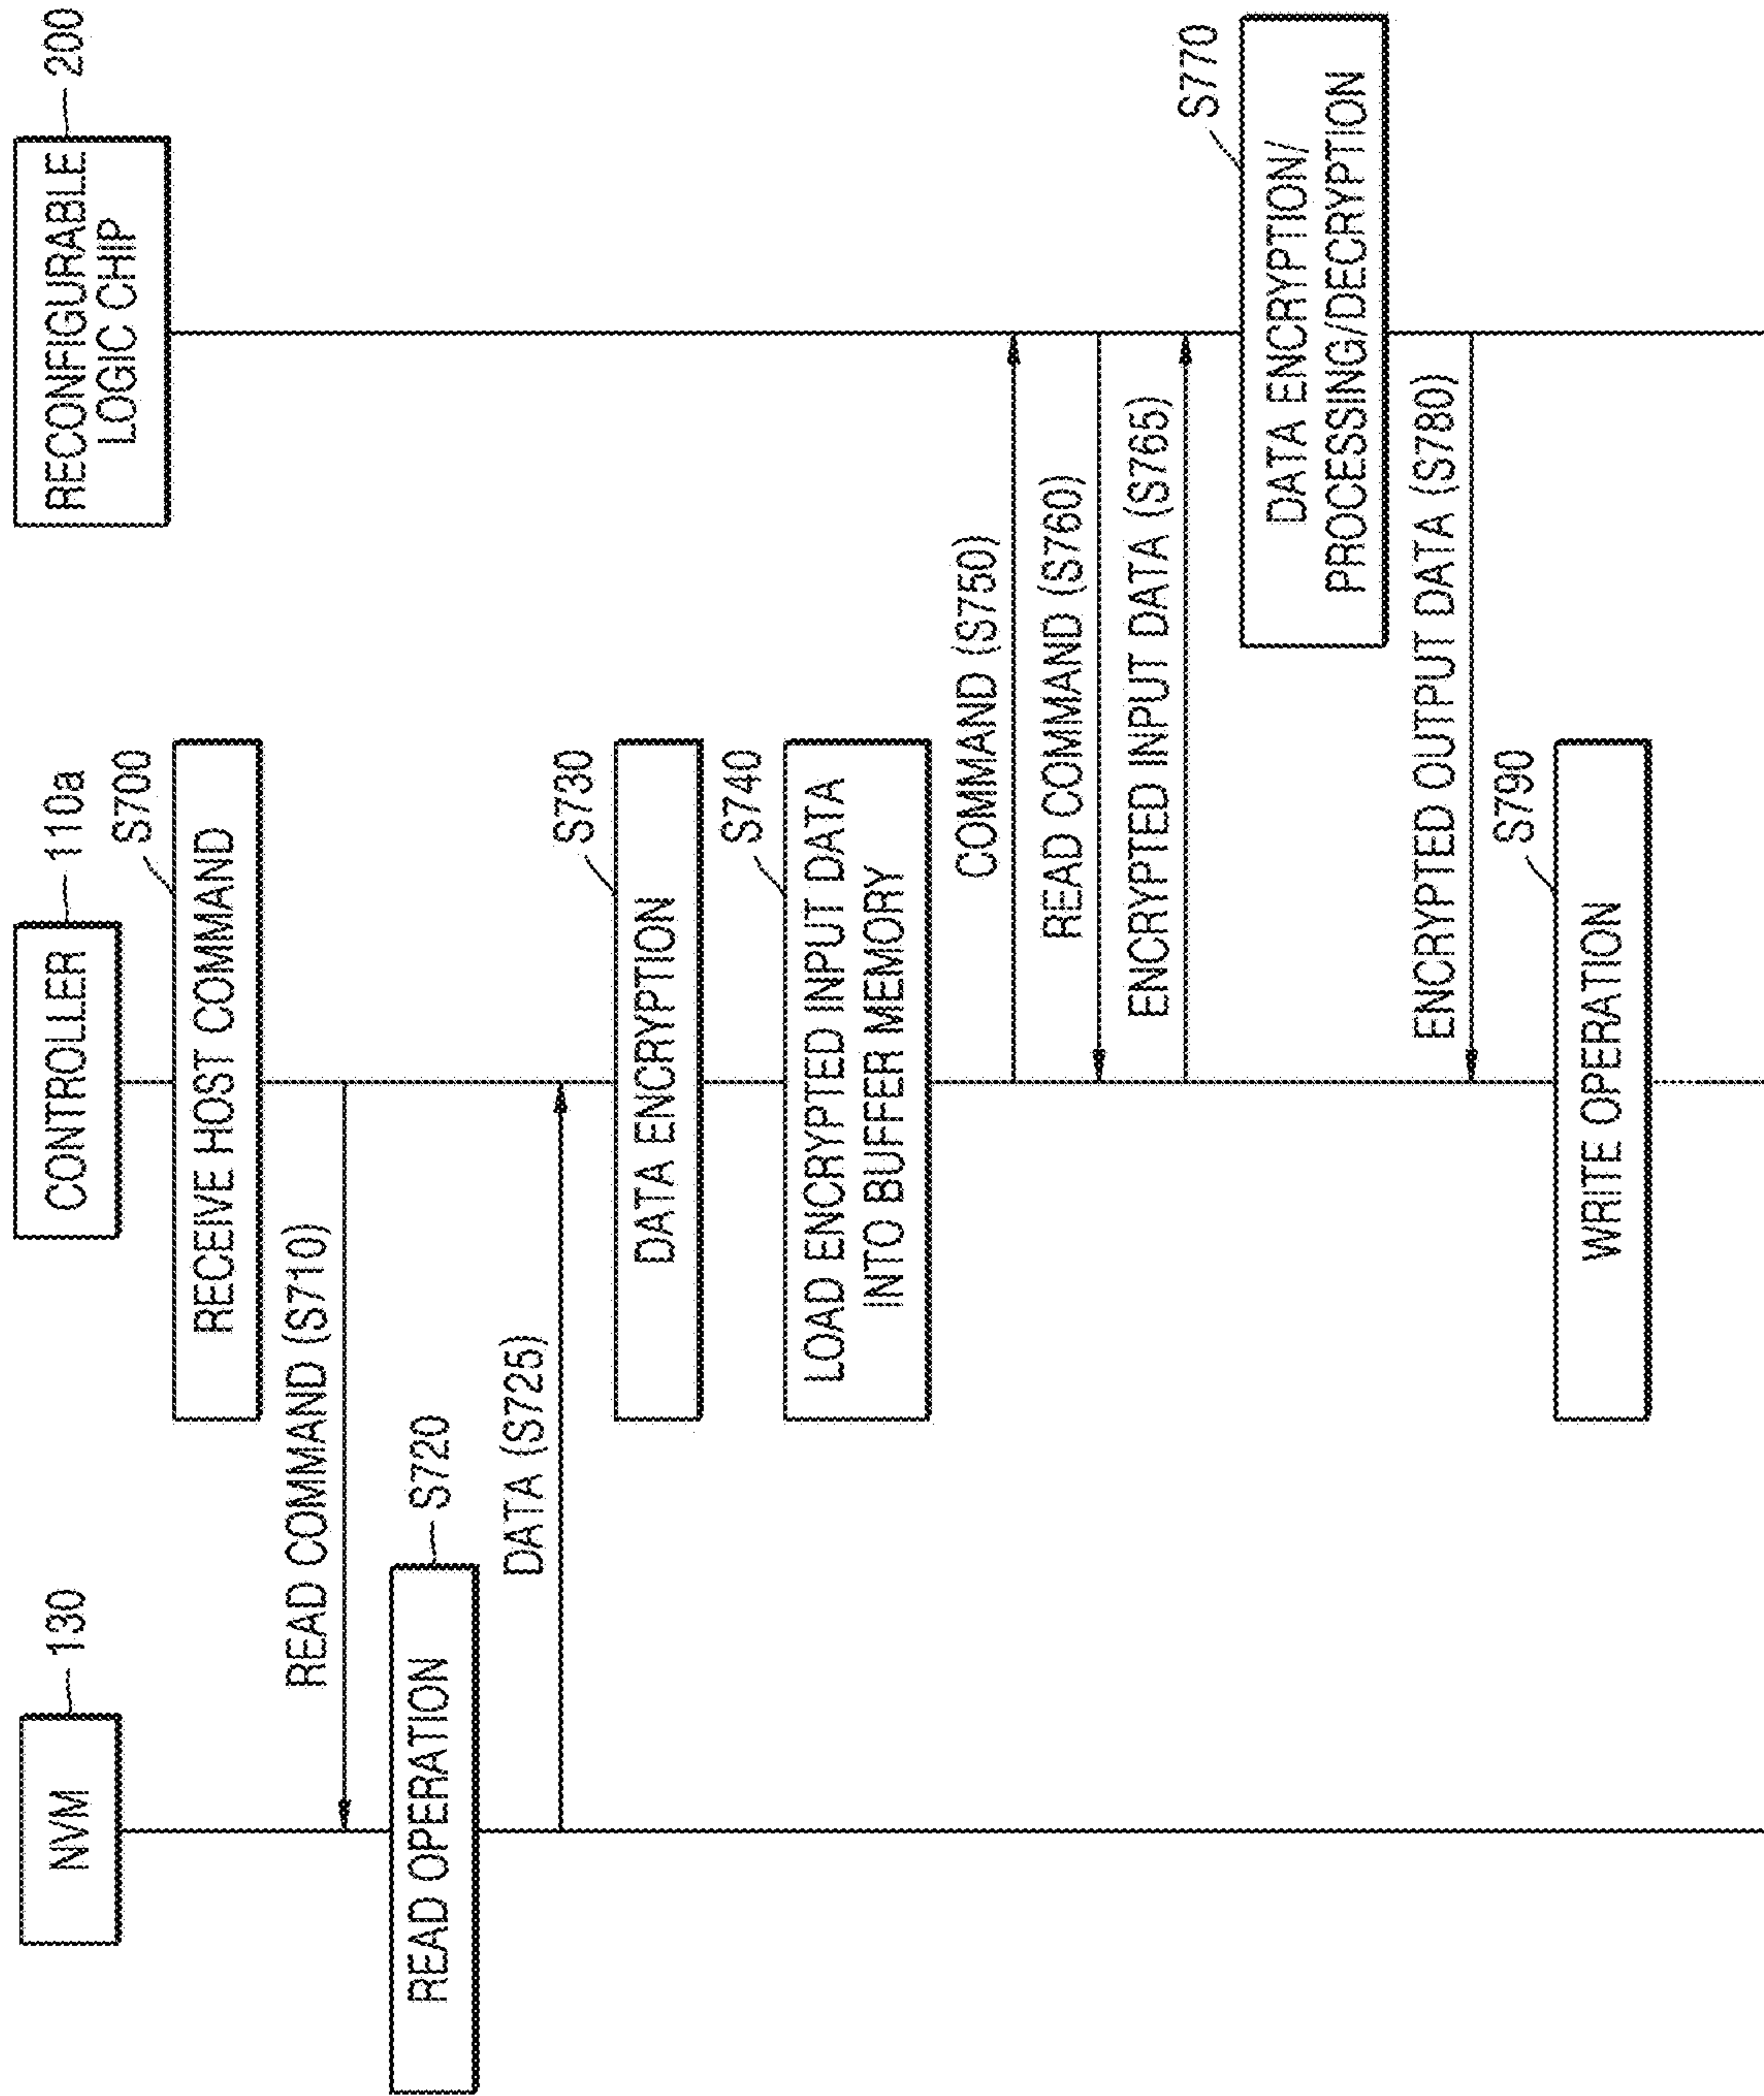 NVM
130
CONTROLLER
110a
RECONFIGURABLE
LOGIC CHIP
200
RECEIVE HOST COMMAND
S700
READ COMMAND (S710)
READ OPERATION
S720
DATA (S725)
DATA ENCRYPTION
S730
LOAD ENCRYPTED INPUT DATA
INTO BUFFER MEMORY
S740
COMMAND (S750)
READ COMMAND (S760)
ENCRYPTED INPUT DATA (S765)
DATA ENCRYPTION/
PROCESSING/DECRYPTION
S770
ENCRYPTED OUTPUT DATA (S780)
WRITE OPERATION
S790